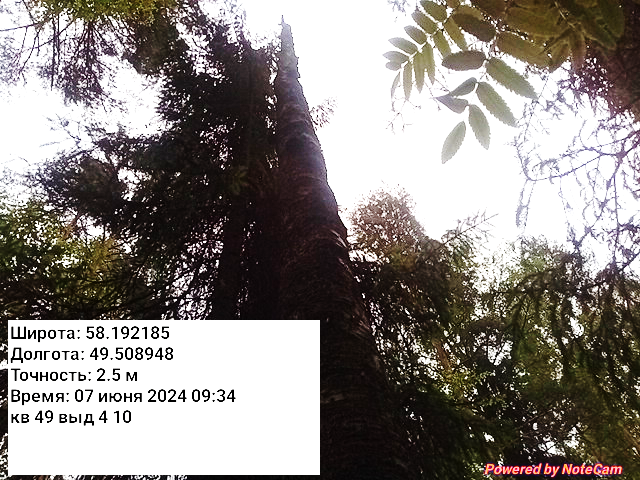 Широта: 58.192185
Долгота: 49.508948
Точность: 2.5 м
Время: 07 июня 2024 09:34
кв 49 выд 4 10
Powered by NoteCam